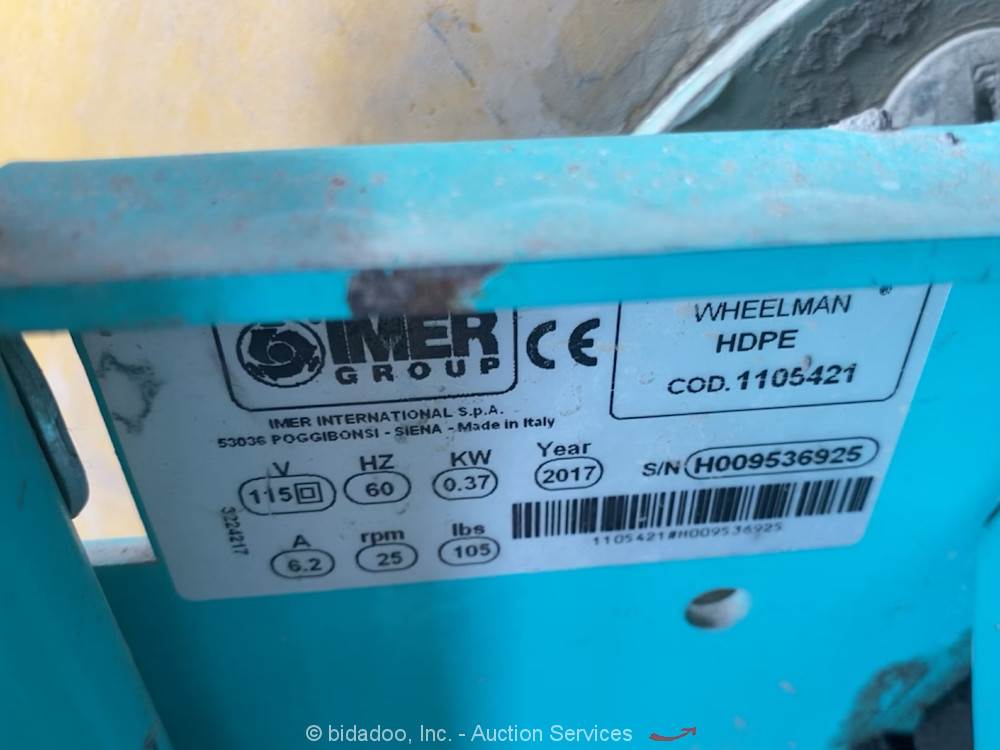 IMER
GROUP
CE
WHEELMAN ®
HDPE
COD. 1105421
IMER INTERNATIONAL S.p.A.
53036 POGGIBONSI - SIENA - Made in Italy
V HZ KW Year
115 60 0.37 2017
S/N H009536925
A rpm lbs
6.2 25 105
1105421#H009536925
3224217
© bidadoo, Inc. - Auction Services